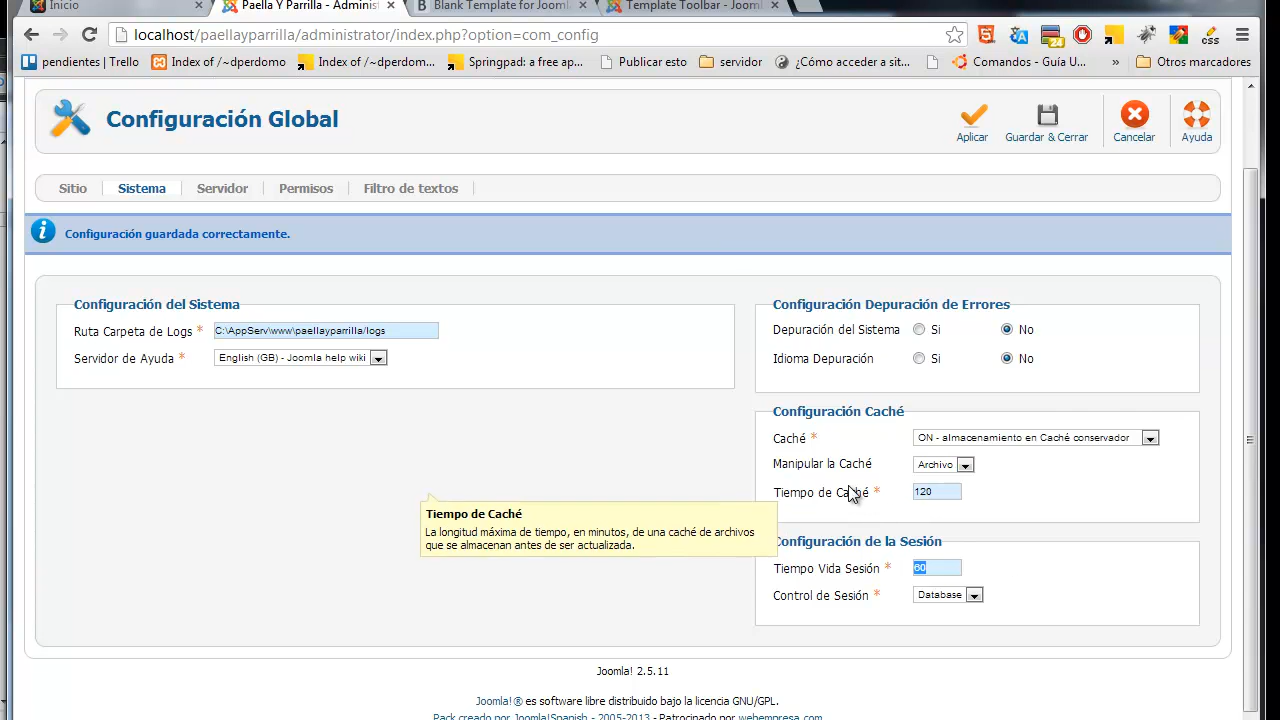 Inicio
Paella Y Parrilla - Adminis
Blank Template for Jooml
Template Toolbar - Jooml
localhost/paellayparrilla/administrator/index.php?option=com_config
pendientes | Trello
Index of /~dperdomo
Index of /~dperdom...
Springpad: a free ap...
Publicar esto
servidor
¿Cómo acceder a sit...
Comandos - Guía U...
»
Otros marcadores
Configuración Global
Aplicar
Guardar & Cerrar
Cancelar
Ayuda
Sitio
Sistema
Servidor
Permisos
Filtro de textos
Configuración guardada correctamente.
Configuración del Sistema
Ruta Carpeta de Logs *
C:\AppServ\www\paellayparrilla/logs
Servidor de Ayuda *
English (GB) - Joomla help wiki
Configuración Depuración de Errores
Depuración del Sistema
Si
No
Idioma Depuración
Si
No
Configuración Caché
Caché *
ON - almacenamiento en Caché conservador
Manipular la Caché
Archivo
Tiempo de Caché *
120
Tiempo de Caché
La longitud máxima de tiempo, en minutos, de una caché de archivos
que se almacenan antes de ser actualizada.
Configuración de la Sesión
Tiempo Vida Sesión *
60
Control de Sesión *
Database
Joomla! 2.5.11
Joomla!® es software libre distribuido bajo la licencia GNU/GPL.
Pack creado por Joomla!Spanish - 2005-2013 - Patrocinado por webempresa.com